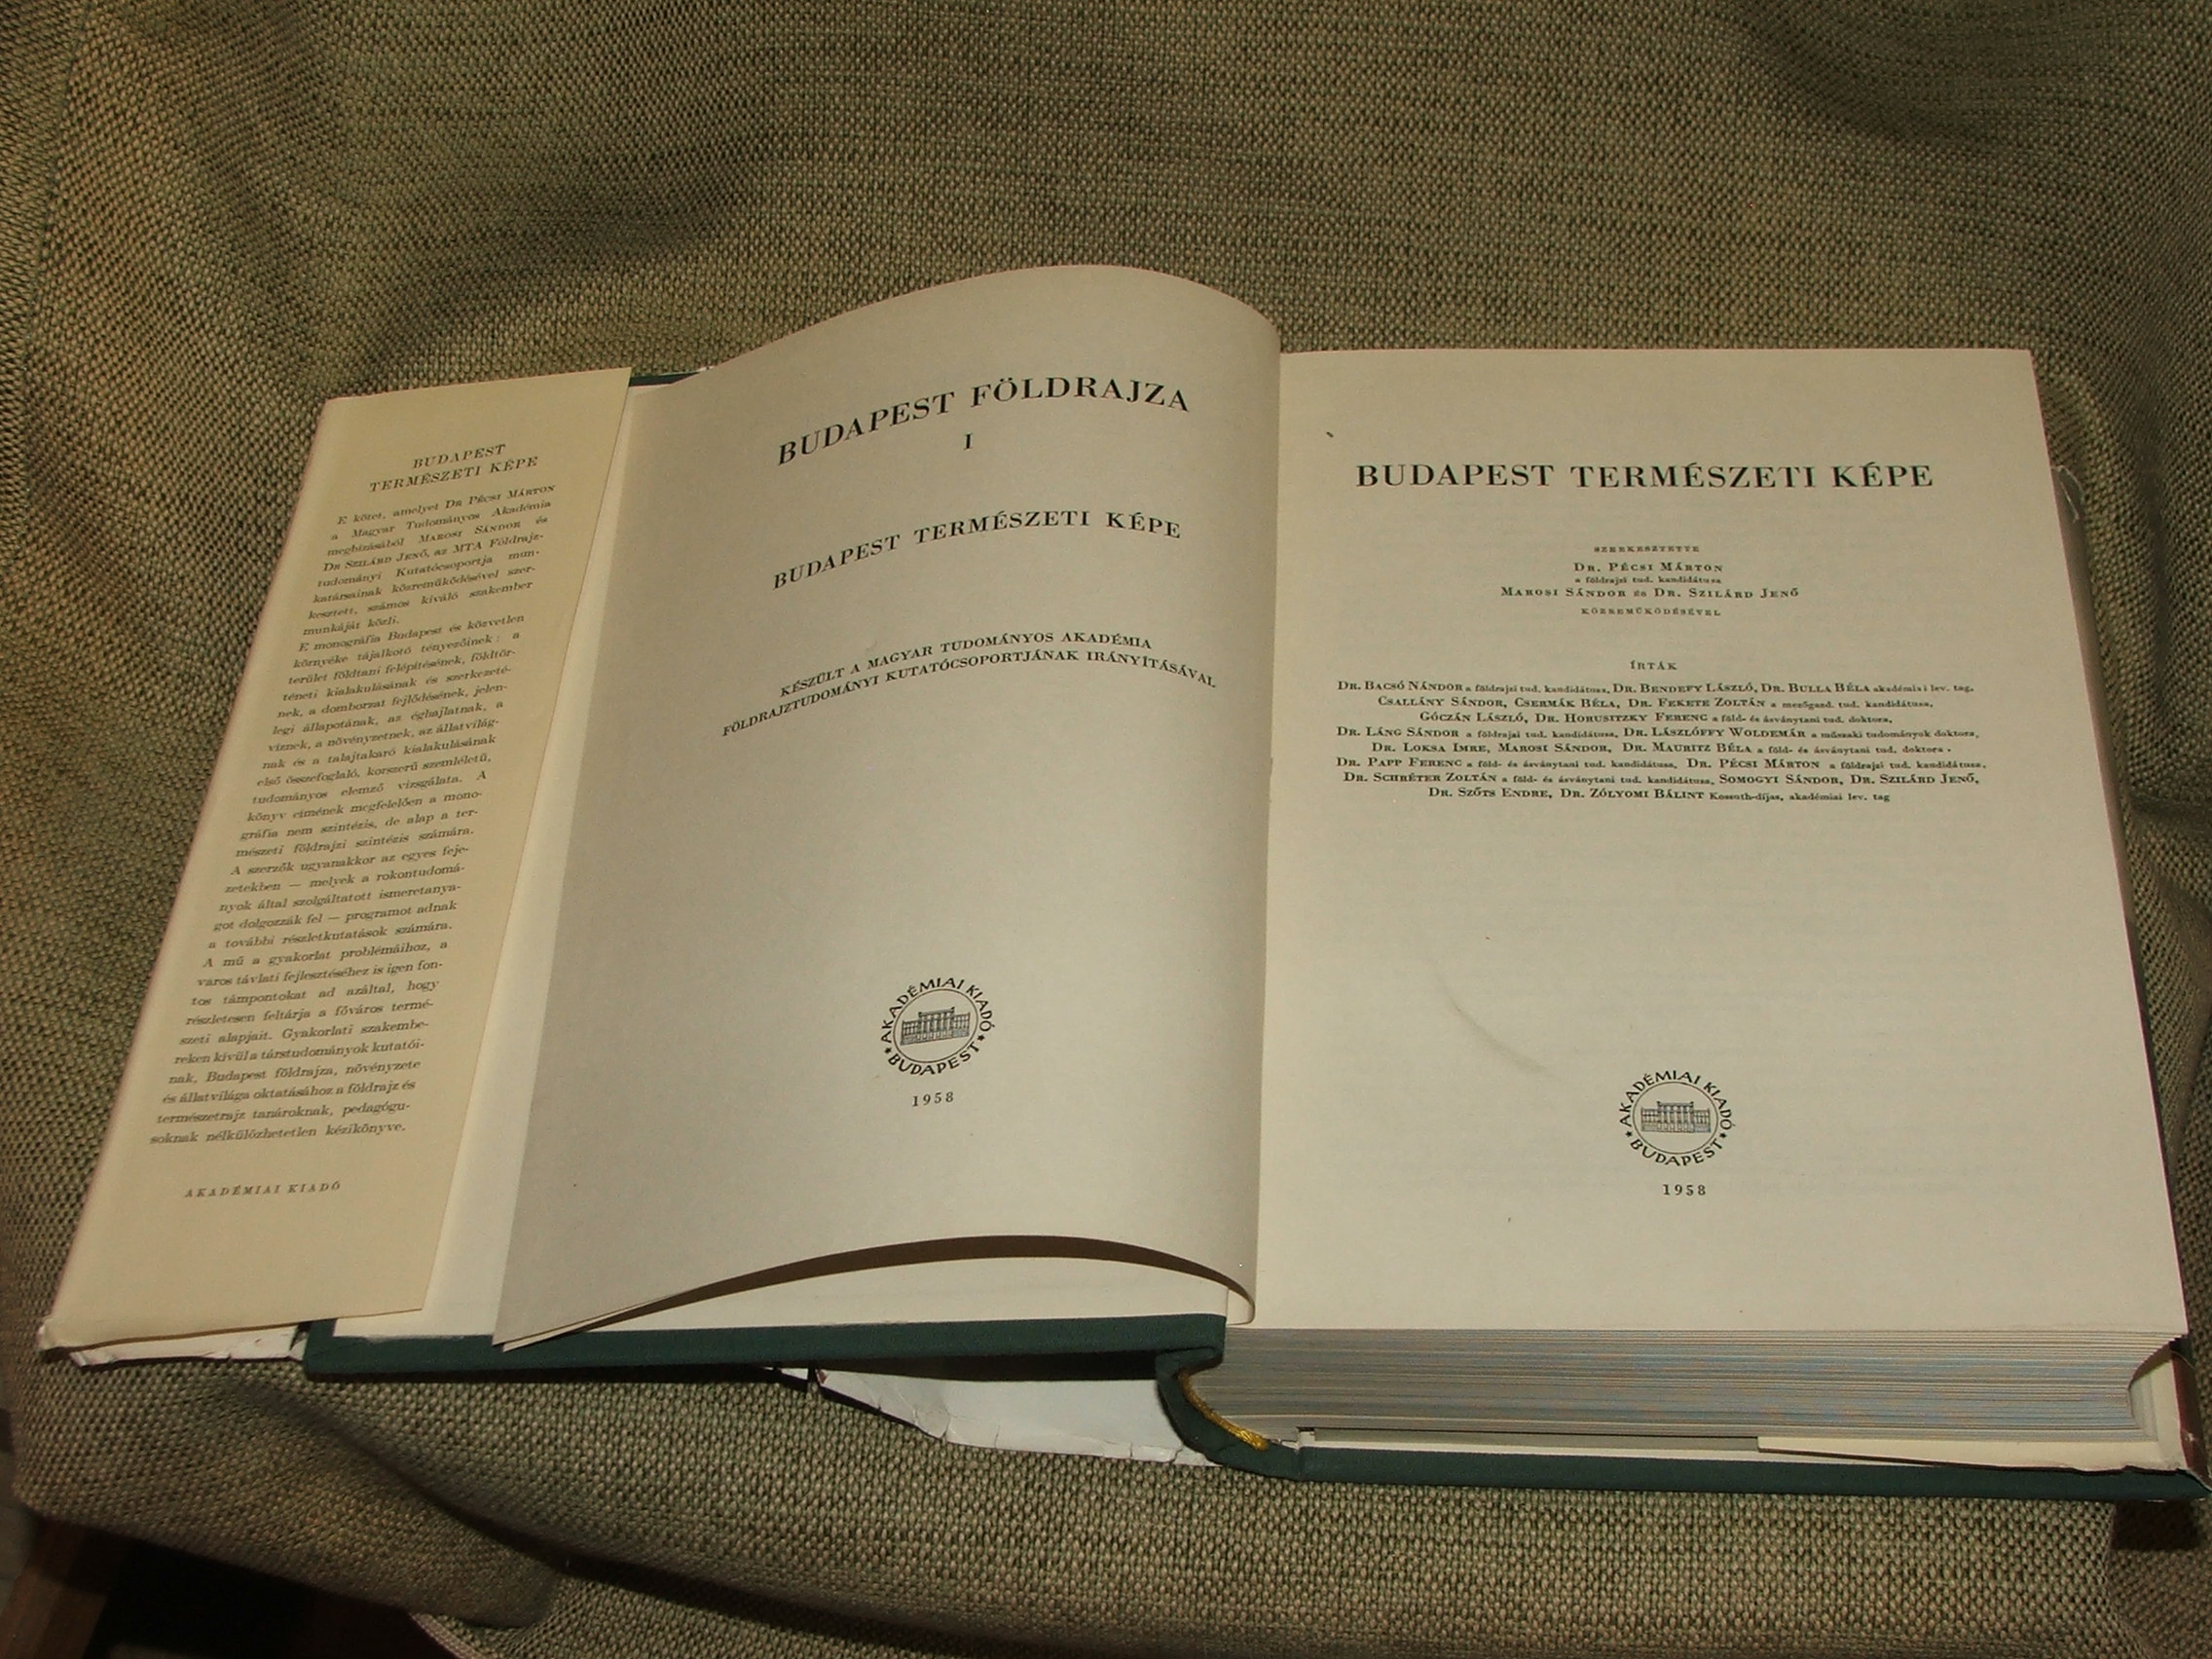 BUDAPEST
TERMÉSZETI KÉPE
E kötet, amelyet Dr Pécsi Márton
a Magyar Tudományos Akadémia
megbízásából Marosi Sándor és
Dr Szilárd Jenő, az MTA Földrajz-
tudományi Kutatócsoportja mun-
katársainak közreműködésével szer-
kesztett, számos kiváló szakember
munkáját közli.
E monográfia Budapest és közvetlen
környéke tájalkotó tényezőinek : a
terület földtani felépítésének, földtör-
téneti kialakulásának és szerkezeté-
nek, a domborzat fejlődésének, jelen-
legi állapotának, az éghajlatnak, a
víznek, a növényzetnek, az állatvilág-
nak és a talajtakaró kialakulásának
első összefoglaló, korszerű szemléletű,
tudományos elemző vizsgálata. A
könyv címének megfelelően a mono-
gráfia nem szintézis, de alap a ter-
mészeti földrajzi szintézis számára.
A szerzők ugyanakkor az egyes feje-
zetekben — melyek a rokontudomá-
nyok által szolgáltatott ismeretanya-
got dolgozzák fel — programot adnak
a további részletkutatások számára.
A mű a gyakorlat problémáihoz, a
város távlati fejlesztéséhez is igen fon-
tos támpontokat ad azáltal, hogy
részletesen feltárja a főváros termé-
szeti alapjait. Gyakorlati szakembe-
reken kívül a társtudományok kutatói-
nak, Budapest földrajza, növényzete
és állatvilága oktatásához a földrajz és
természetrajz tanároknak, pedagógu-
soknak nélkülözhetetlen kézikönyve.
AKADÉMIAI KIADÓ
BUDAPEST FÖLDRAJZA
I
BUDAPEST TERMÉSZETI KÉPE
KÉSZÜLT A MAGYAR TUDOMÁNYOS AKADÉMIA
FÖLDRAJZTUDOMÁNYI KUTATÓCSOPORTJÁNAK IRÁNYÍTÁSÁVAL
AKADÉMIAI KIADÓ
★ BUDAPEST ★
1958
BUDAPEST TERMÉSZETI KÉPE
SZERKESZTETTE
Dr. Pécsi Márton
a földrajzi tud. kandidátusa
Marosi Sándor és Dr. Szilárd Jenő
KÖZREMŰKÖDÉSÉVEL
ÍRTÁK
Dr. Bacsó Nándor a földrajzi tud. kandidátusa, Dr. Bendefy László, Dr. Bulla Béla akadémiai lev. tag,
Csallány Sándor, Csermák Béla, Dr. Fekete Zoltán a mezőgazd. tud. kandidátusa,
Góczán László, Dr. Horusitzky Ferenc a föld- és ásványtani tud. doktora,
Dr. Láng Sándor a földrajzi tud. kandidátusa, Dr. Lászlóffy Woldemár a műszaki tudományok doktora,
Dr. Loksa Imre, Marosi Sándor, Dr. Mauritz Béla a föld- és ásványtani tud. doktora,
Dr. Papp Ferenc a föld- és ásványtani tud. kandidátusa, Dr. Pécsi Márton a földrajzi tud. kandidátusa,
Dr. Schréter Zoltán a föld- és ásványtani tud. kandidátusa, Somogyi Sándor, Dr. Szilárd Jenő,
Dr. Szőts Endre, Dr. Zólyomi Bálint Kossuth-díjas, akadémiai lev. tag
AKADÉMIAI KIADÓ
★ BUDAPEST ★
1958